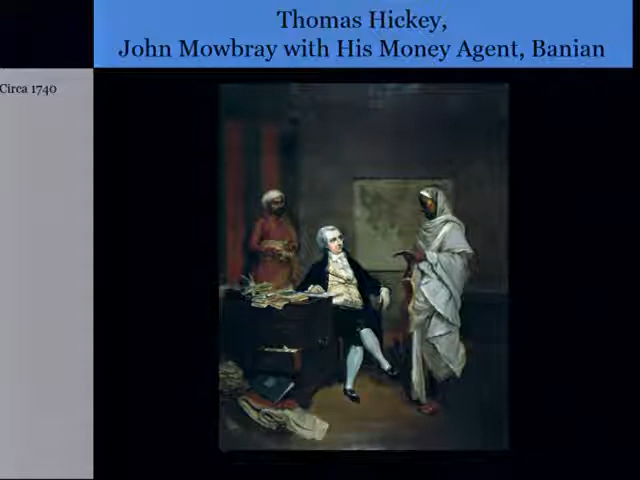 Thomas Hickey,
John Mowbray with His Money Agent, Banian
Circa 1740